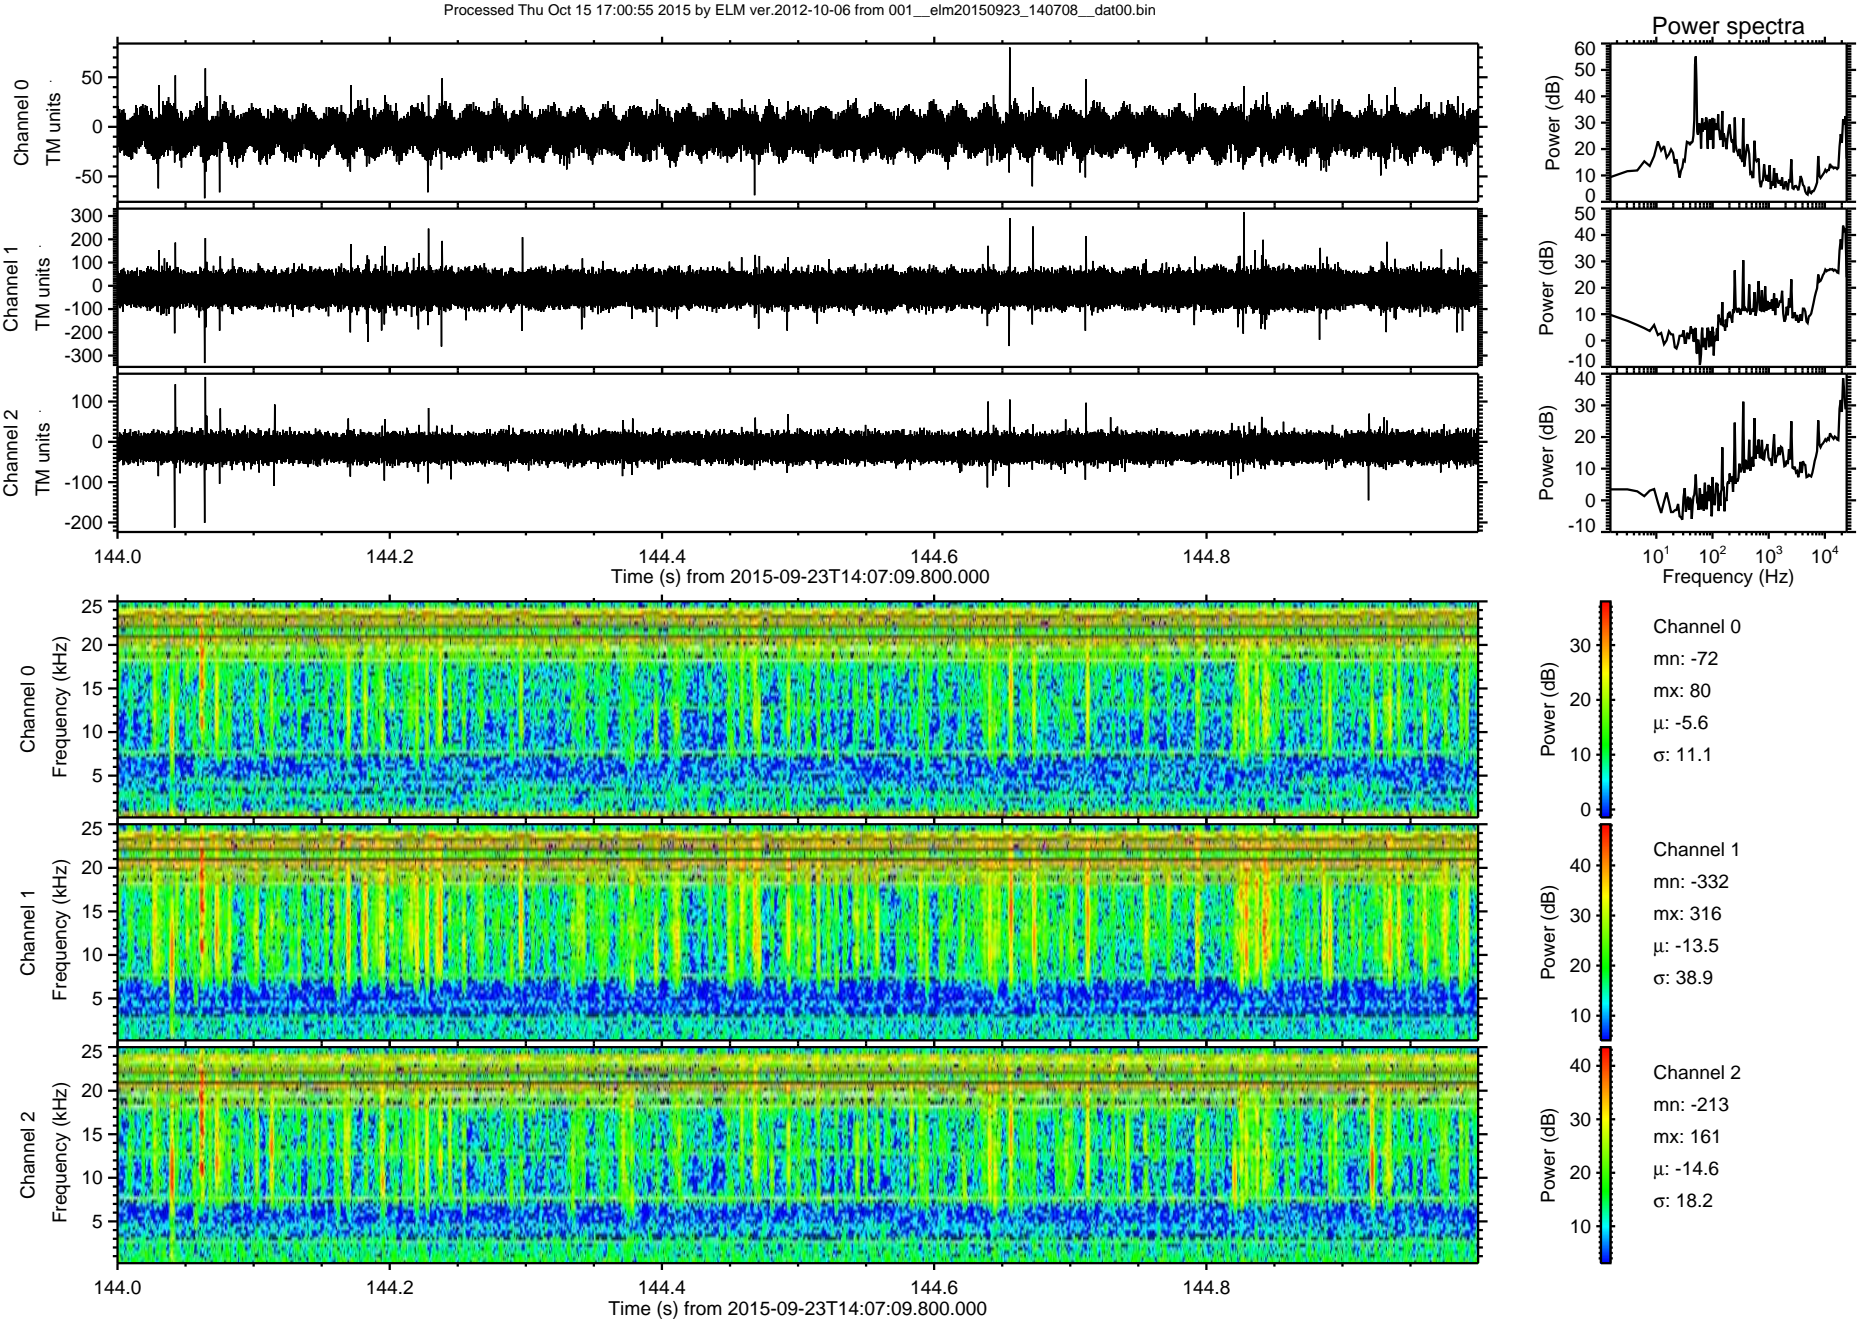 Processed Thu Oct 15 17:00:55 2015 by ELM ver.2012-10-06 from 001__elm20150923_140708__dat00.bin
Power spectra
Channel 0
TM units
50
0
-50
Power (dB)
60
50
40
30
20
10
0
Channel 1
TM units
300
200
100
0
-100
-200
-300
Power (dB)
50
40
30
20
10
0
-10
Channel 2
TM units
100
0
-100
-200
Power (dB)
40
30
20
10
0
-10
144.0 144.2 144.4 144.6 144.8
Time (s) from 2015-09-23T14:07:09.800.000
10¹ 10² 10³ 10⁴
Frequency (Hz)
Channel 0
Frequency (kHz)
25
20
15
10
5
Power (dB)
30
20
10
0
Channel 0
mn: -72
mx: 80
μ: -5.6
σ: 11.1
Channel 1
Frequency (kHz)
25
20
15
10
5
Power (dB)
40
30
20
10
Channel 1
mn: -332
mx: 316
μ: -13.5
σ: 38.9
Channel 2
Frequency (kHz)
25
20
15
10
5
Power (dB)
40
30
20
10
Channel 2
mn: -213
mx: 161
μ: -14.6
σ: 18.2
144.0 144.2 144.4 144.6 144.8
Time (s) from 2015-09-23T14:07:09.800.000